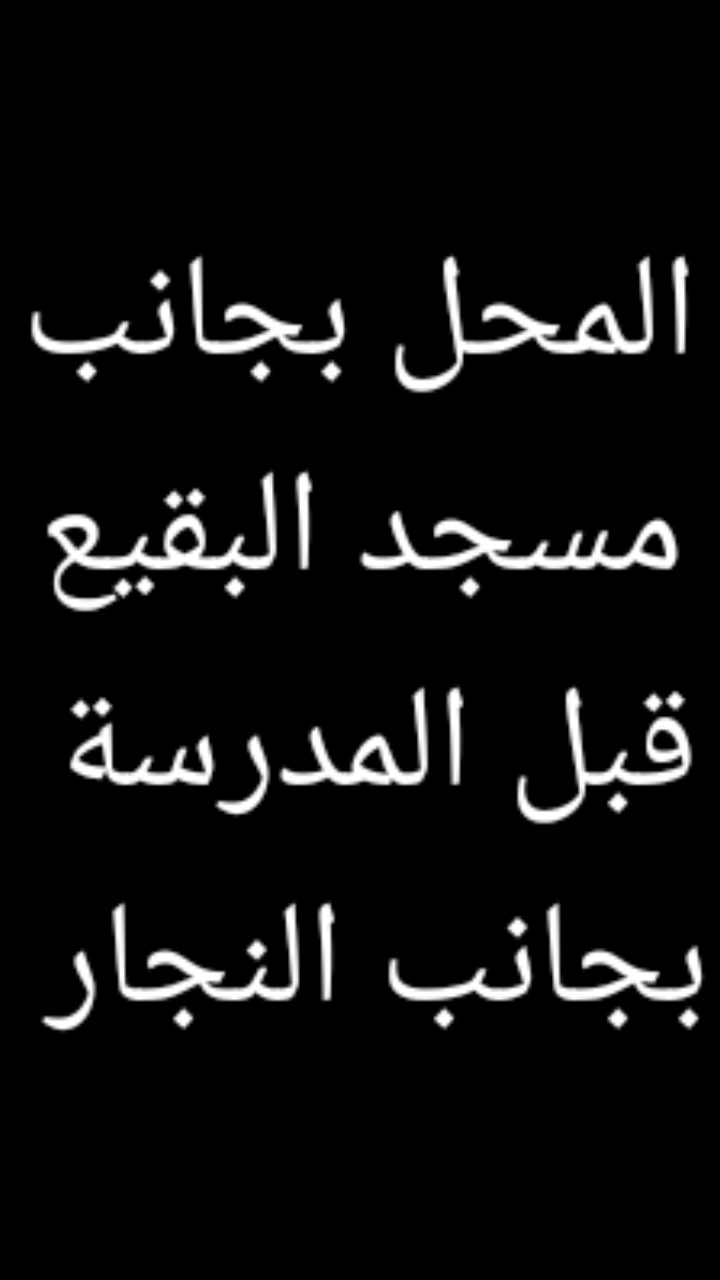 المحل بجانب
مسجد البقيع
قبل المدرسة
بجانب النجار